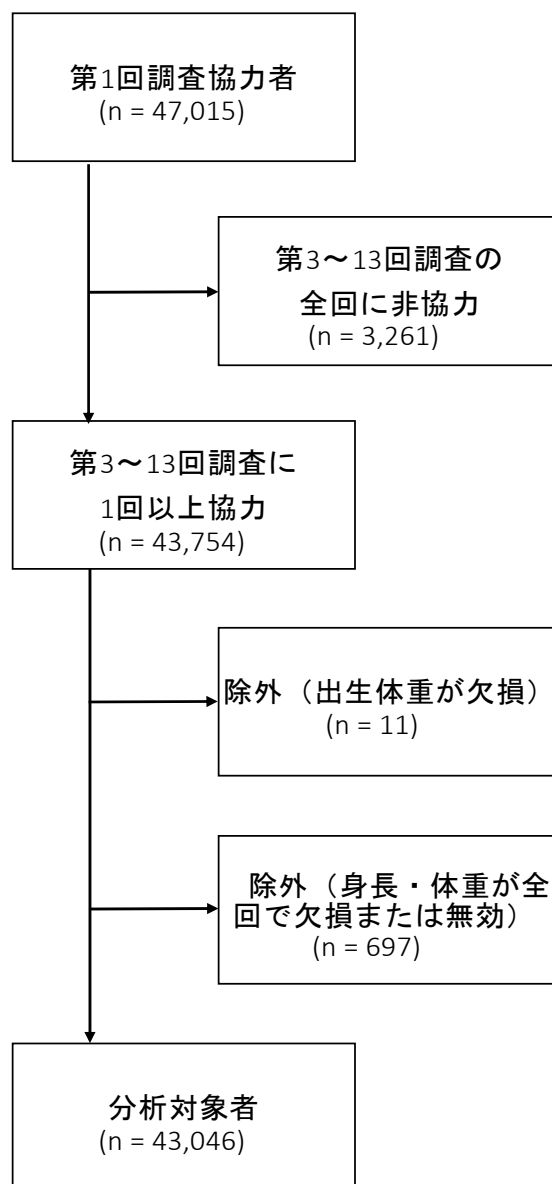 第1回調査協力者
(n = 47,015)
第3～13回調査の
全回に非協力
(n = 3,261)
第3～13回調査に
1回以上協力
(n = 43,754)
除外（出生体重が欠損）
(n = 11)
除外（身長・体重が全
回で欠損または無効）
(n = 697)
分析対象者
(n = 43,046)